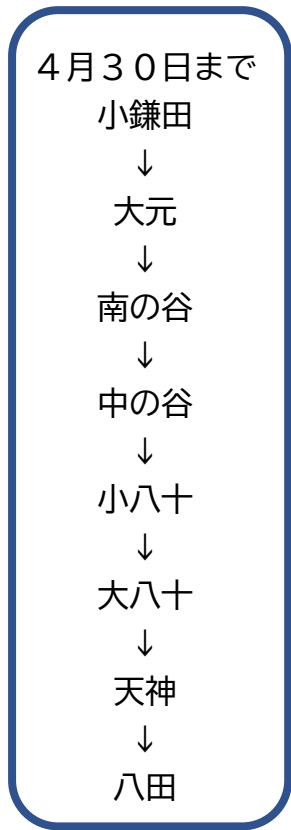 ４月３０日まで
小鎌田
↓
大元
↓
南の谷
↓
中の谷
↓
小八十
↓
大八十
↓
天神
↓
八田